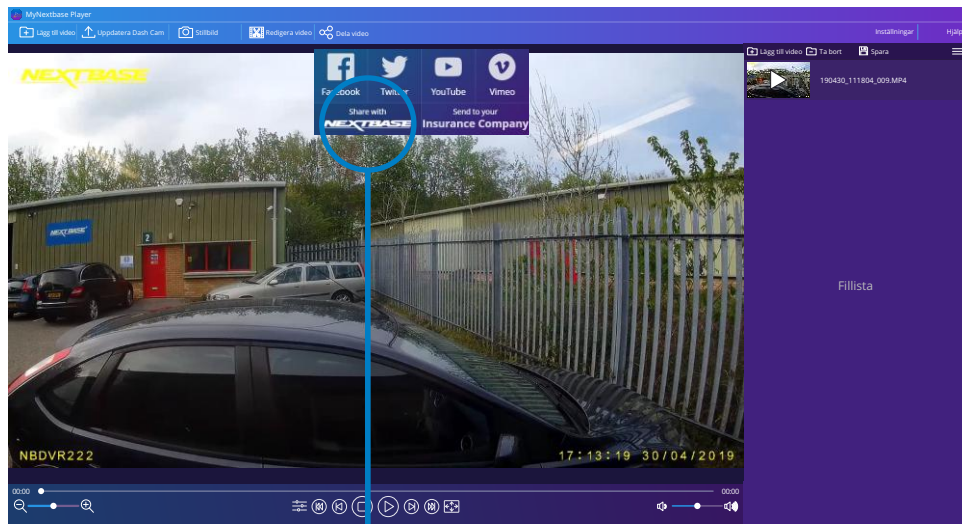 MyNextbase Player
Lägg till video Uppdatera Dash Cam Stillbild Redigera video Dela video Inställningar Hjälp
Lägg till video Ta bort Spara
NEXTBASE
Facebook Twitter YouTube Vimeo
Share with NEXTBASE
Send to your Insurance Company
190430_111804_009.MP4
NEXTBASE
2
Fillista
NBDVR222 17:13:19 30/04/2019
00:00 00:00